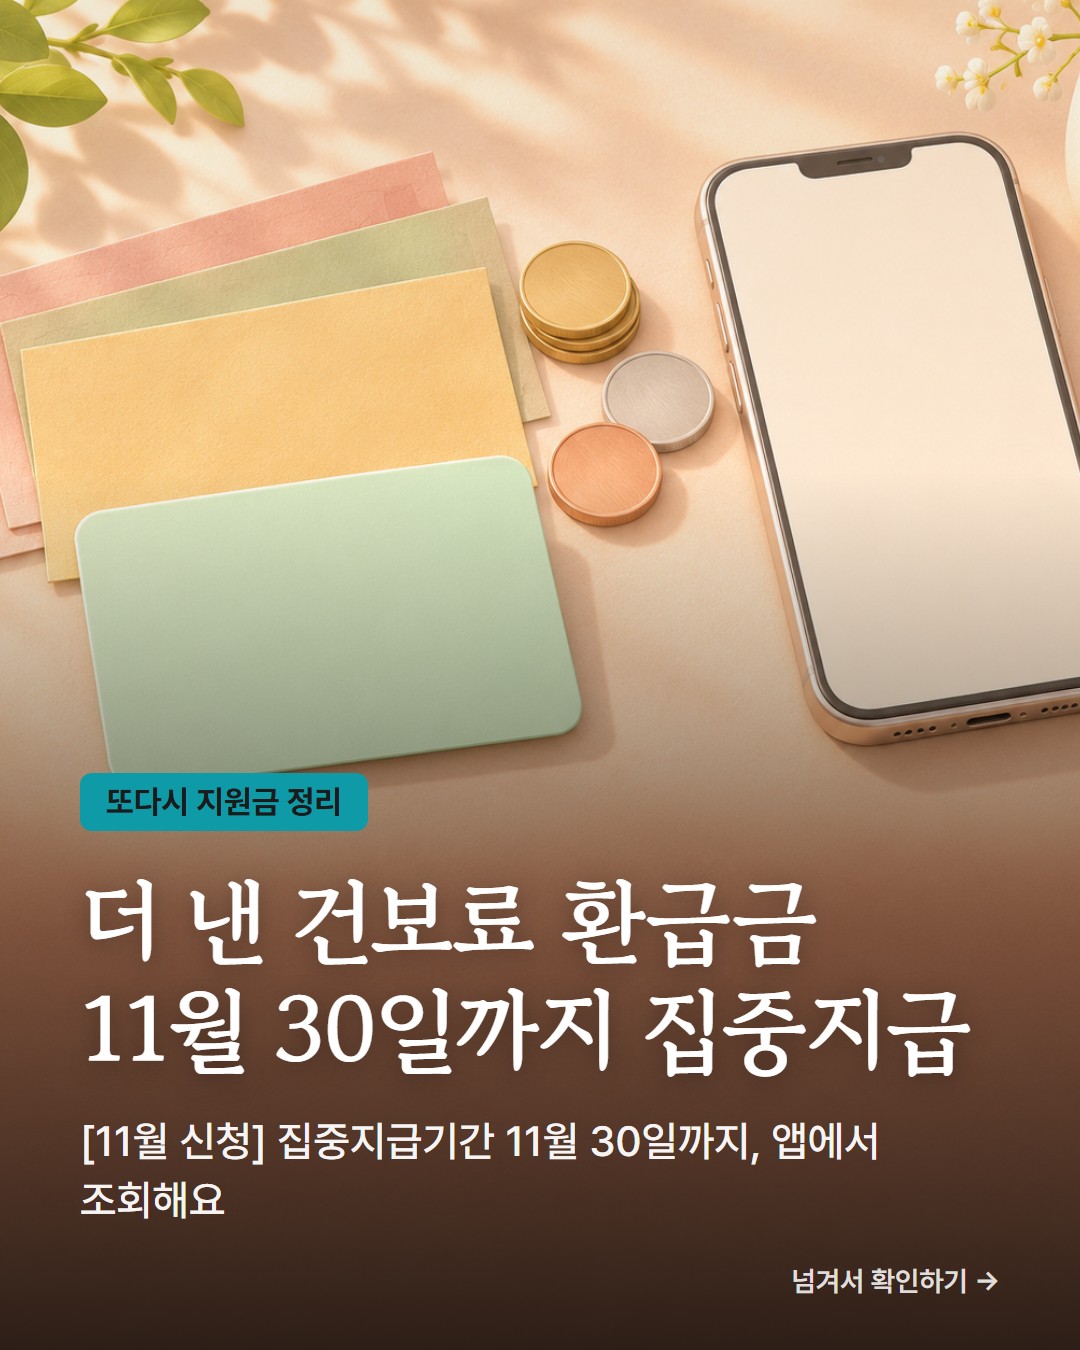 또다시 지원금 정리
더 낸 건보료 환급금
11월 30일까지 집중지급
[11월 신청] 집중지급기간 11월 30일까지, 앱에서
조회해요
넘겨서 확인하기 →